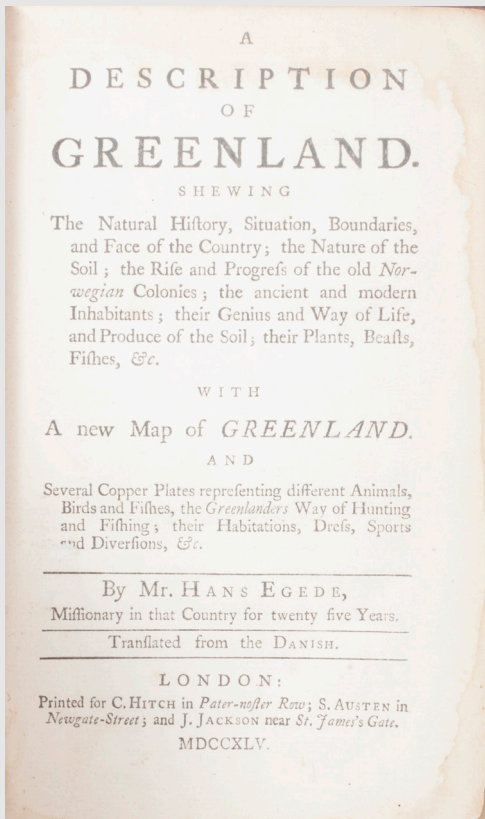 A
DESCRIPTION
OF
GREENLAND.
SHEWING
The Natural Hiſtory, Situation, Boundaries,
and Face of the Country; the Nature of the
Soil; the Riſe and Progreſs of the old Nor-
wegian Colonies; the ancient and modern
Inhabitants; their Genius and Way of Life,
and Produce of the Soil; their Plants, Beaſts,
Fiſhes, &c.
WITH
A new Map of GREENLAND.
AND
Several Copper Plates repreſenting different Animals,
Birds and Fiſhes, the Greenlanders Way of Hunting
and Fiſhing; their Habitations, Dreſs, Sports
and Diverſions, &c.
By Mr. HANS EGEDE,
Miſſionary in that Country for twenty five Years.
Tranſlated from the DANISH.
LONDON:
Printed for C. HITCH in Pater-noſter Row; S. AUSTEN in
Newgate-Street; and J. JACKSON near St. James's Gate.
MDCCXLV.